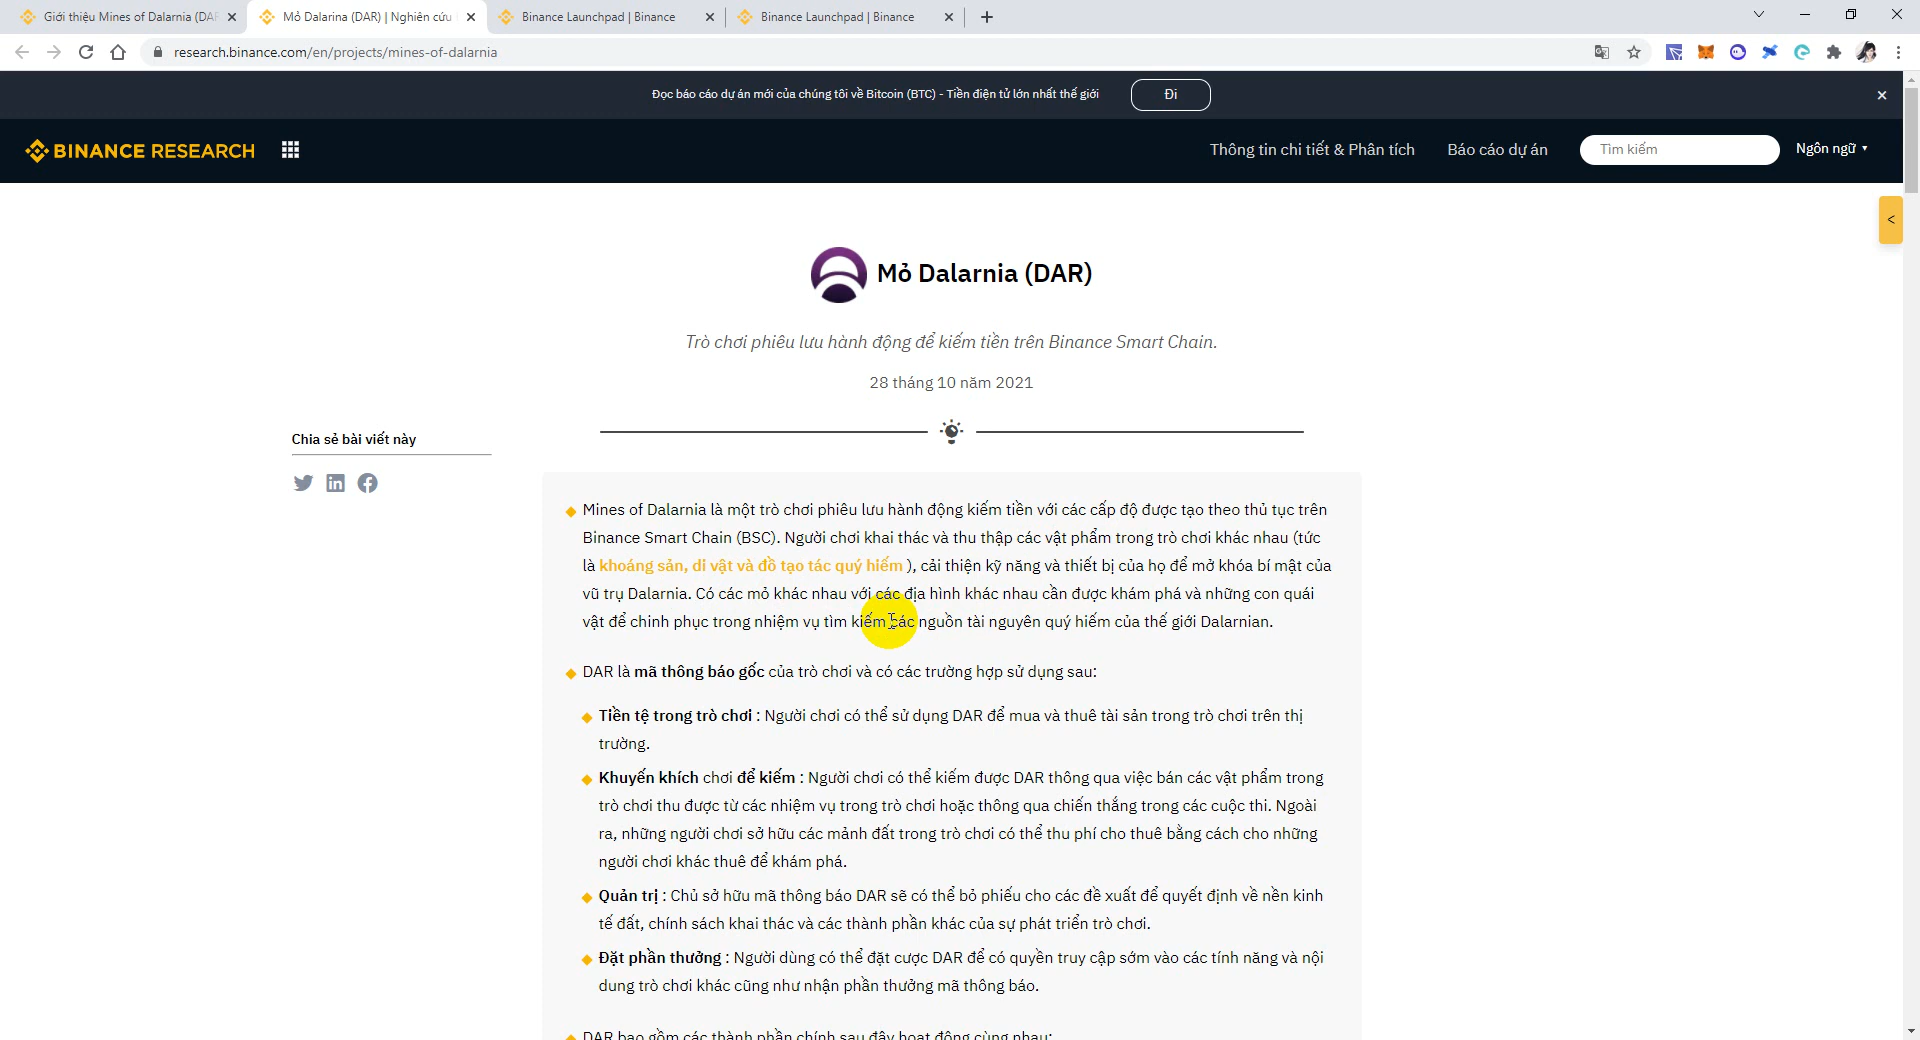 Giới thiệu Mines of Dalarnia (DAR
Mỏ Dalarina (DAR) | Nghiên cứu
Binance Launchpad | Binance
Binance Launchpad | Binance
research.binance.com/en/projects/mines-of-dalarnia
Đọc báo cáo dự án mới của chúng tôi về Bitcoin (BTC) - Tiền điện tử lớn nhất thế giới
Đi
BINANCE RESEARCH
Thông tin chi tiết & Phân tích
Báo cáo dự án
Tìm kiếm
Ngôn ngữ
<
Mỏ Dalarnia (DAR)
Trò chơi phiêu lưu hành động để kiếm tiền trên Binance Smart Chain.
28 tháng 10 năm 2021
Chia sẻ bài viết này
Mines of Dalarnia là một trò chơi phiêu lưu hành động kiếm tiền với các cấp độ được tạo theo thủ tục trên
Binance Smart Chain (BSC). Người chơi khai thác và thu thập các vật phẩm trong trò chơi khác nhau (tức
là khoáng sản, di vật và đồ tạo tác quý hiếm ), cải thiện kỹ năng và thiết bị của họ để mở khóa bí mật của
vũ trụ Dalarnia. Có các mỏ khác nhau với các địa hình khác nhau cần được khám phá và những con quái
vật để chinh phục trong nhiệm vụ tìm kiếm các nguồn tài nguyên quý hiếm của thế giới Dalarnian.
DAR là mã thông báo gốc của trò chơi và có các trường hợp sử dụng sau:
Tiền tệ trong trò chơi : Người chơi có thể sử dụng DAR để mua và thuê tài sản trong trò chơi trên thị
trường.
Khuyến khích chơi để kiếm : Người chơi có thể kiếm được DAR thông qua việc bán các vật phẩm trong
trò chơi thu được từ các nhiệm vụ trong trò chơi hoặc thông qua chiến thắng trong các cuộc thi. Ngoài
ra, những người chơi sở hữu các mảnh đất trong trò chơi có thể thu phí cho thuê bằng cách cho những
người chơi khác thuê để khám phá.
Quản trị : Chủ sở hữu mã thông báo DAR sẽ có thể bỏ phiếu cho các đề xuất để quyết định về nền kinh
tế đất, chính sách khai thác và các thành phần khác của sự phát triển trò chơi.
Đặt phần thưởng : Người dùng có thể đặt cược DAR để có quyền truy cập sớm vào các tính năng và nội
dung trò chơi khác cũng như nhận phần thưởng mã thông báo.
DAR bao gồm các thành phần chính sau đây hoạt động cùng nhau: